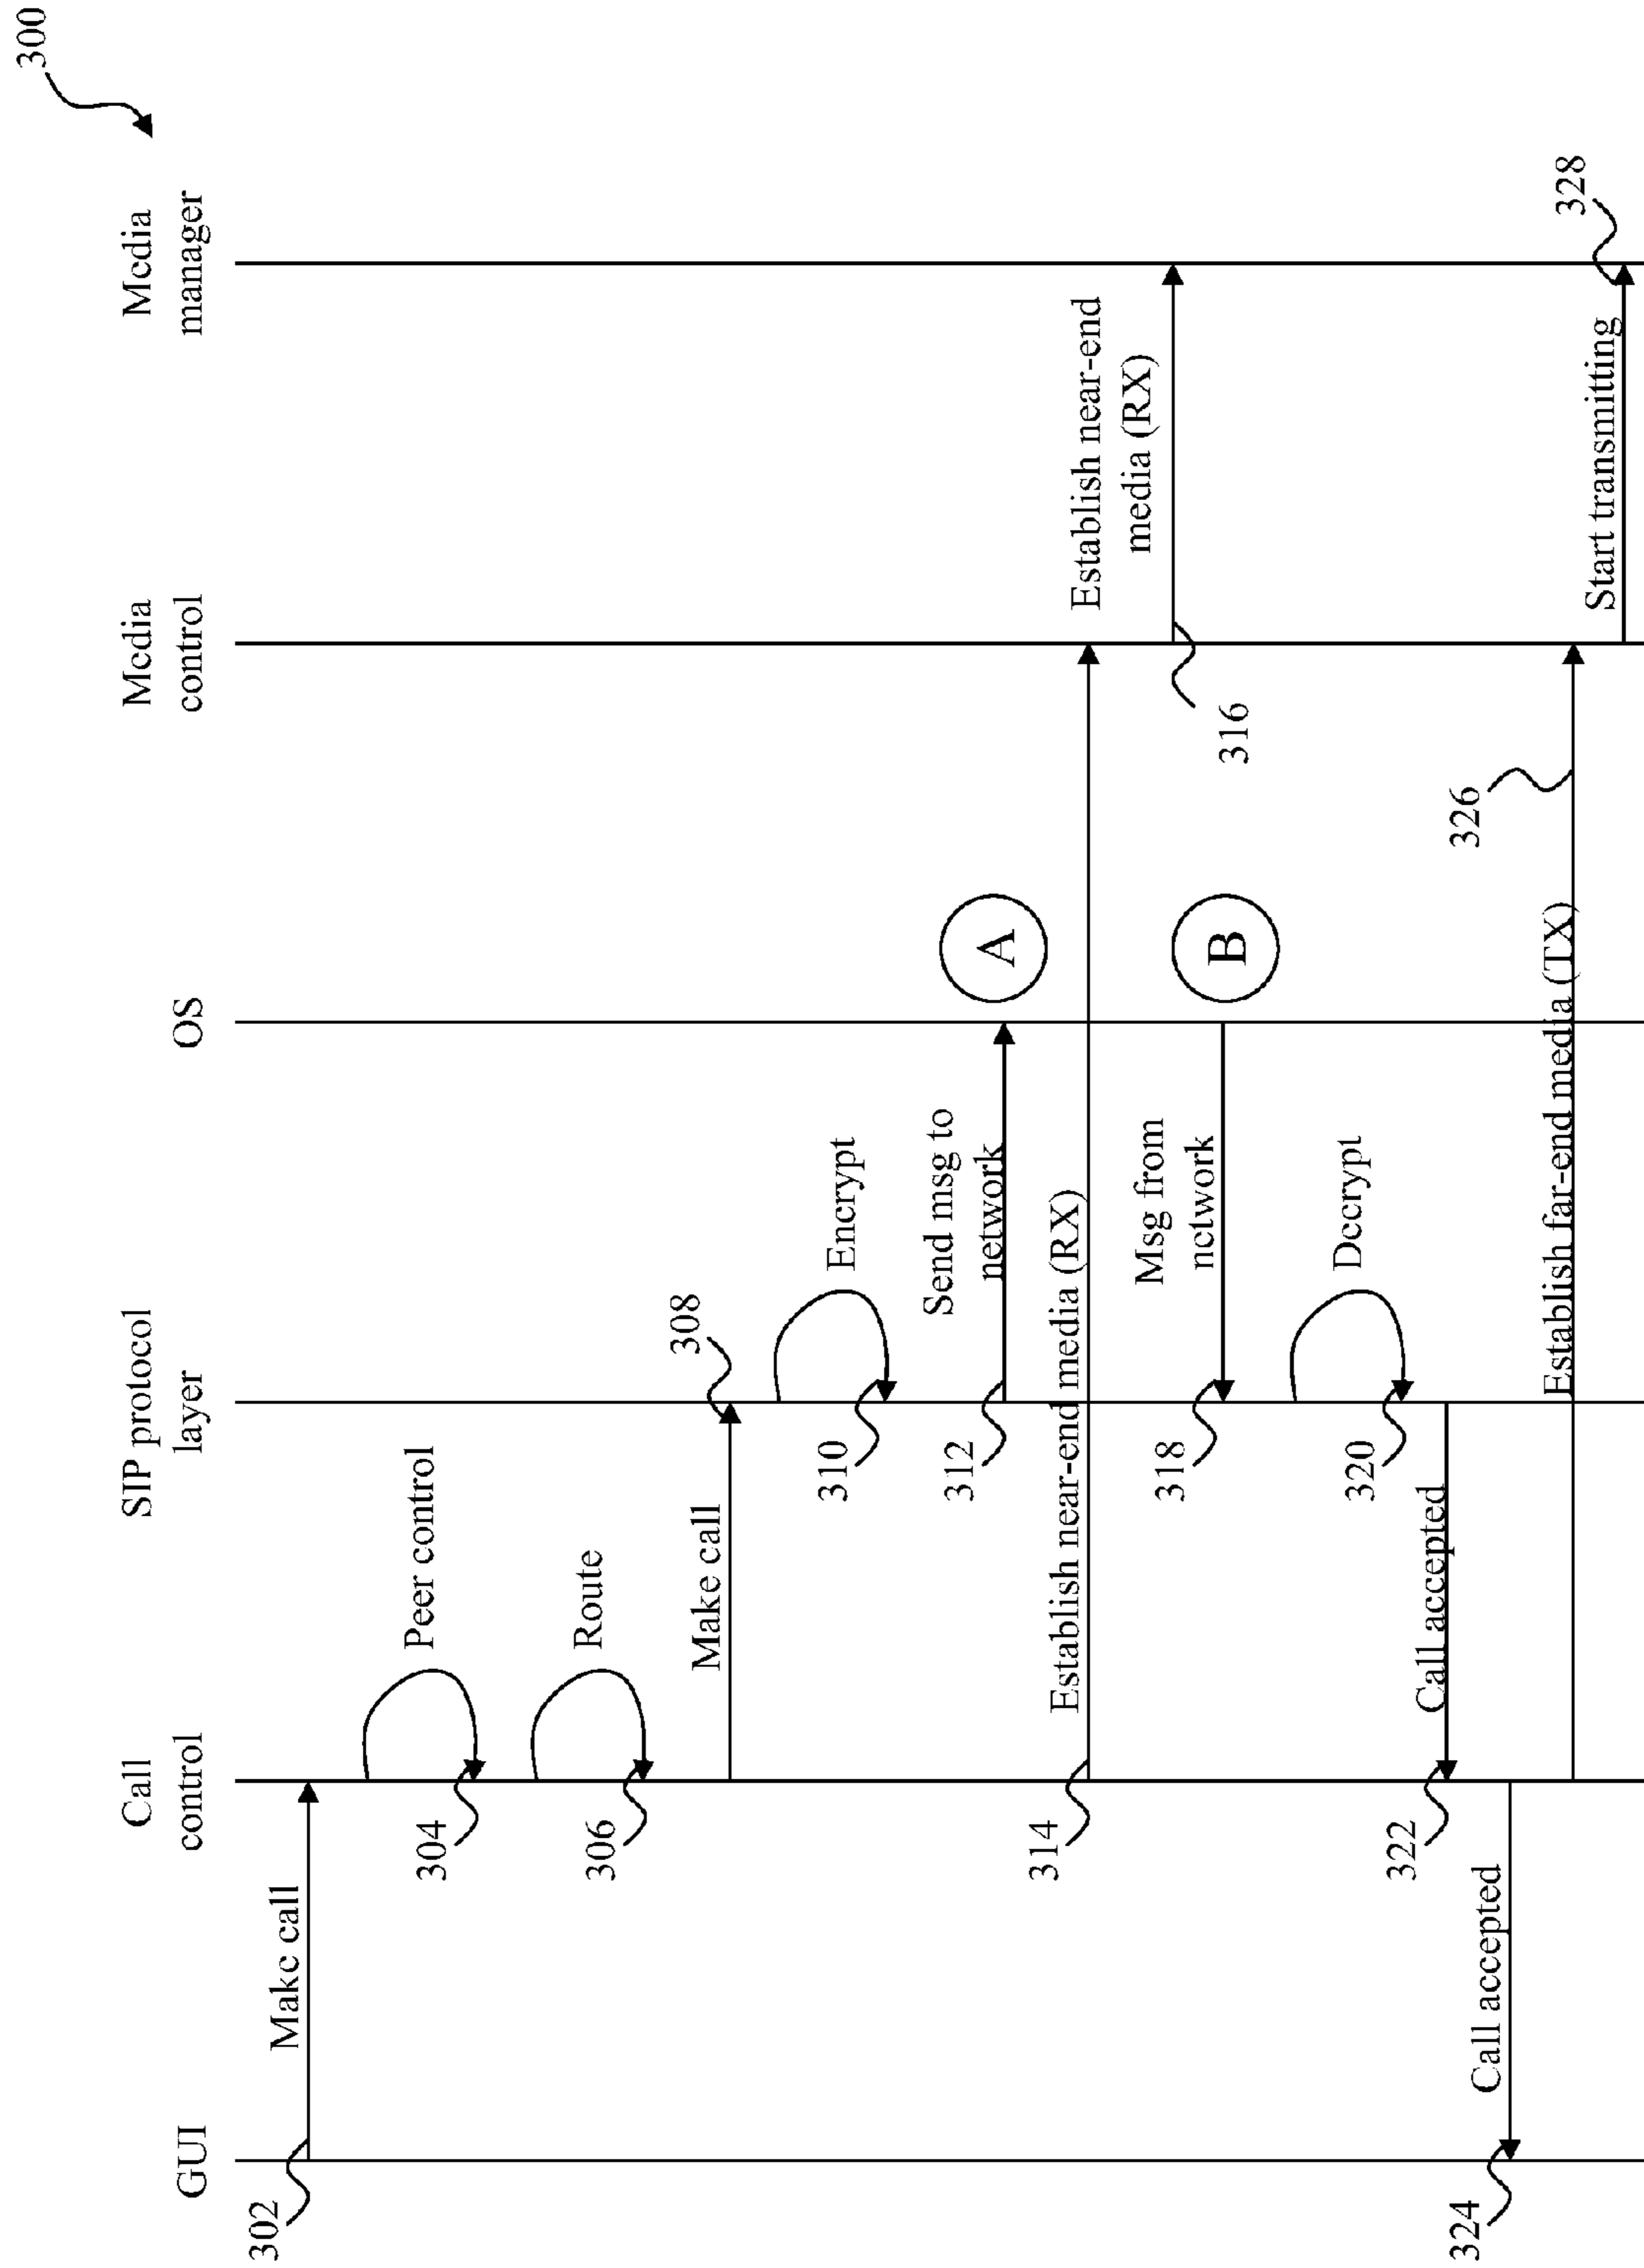 300
GUI
Call
control
SIP protocol
layer
OS
Media
control
Media
manager
302
Make call
Peer control
304
Route
306
Make call
308
Encrypt
310
Send msg to
network
312
A
Establish near-end media (RX)
314
Establish near-end
media (RX)
316
Msg from
network
318
B
Decrypt
320
Call accepted
322
Call accepted
324
Establish far-end media (TX)
326
Start transmitting
328